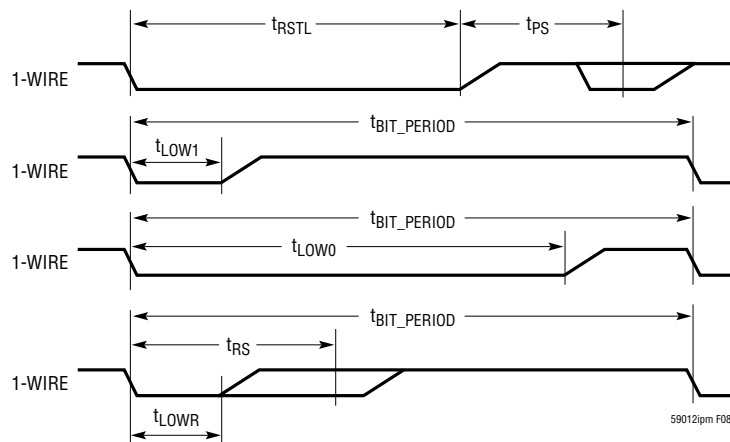 tRSTL
tPS
1-WIRE
tBIT_PERIOD
tLOW1
1-WIRE
tBIT_PERIOD
tLOW0
1-WIRE
tBIT_PERIOD
tRS
1-WIRE
tLOWR
59012ipm F08